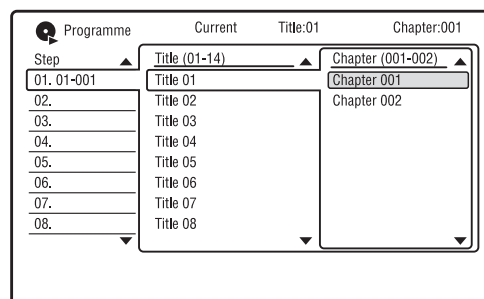 Programme Current Title:01 Chapter:001
Step Title (01-14) Chapter (001-002)
01. 01-001 Title 01 Chapter 001
02. Title 02 Chapter 002
03. Title 03
04. Title 04
05. Title 05
06. Title 06
07. Title 07
08. Title 08